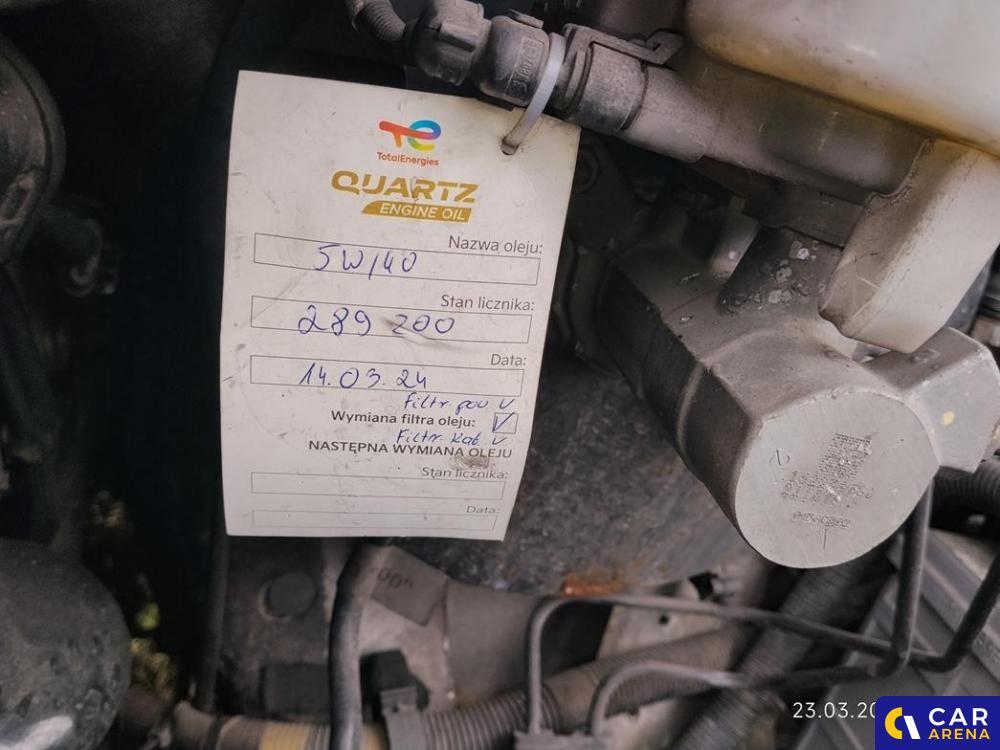 TotalEnergies
QUARTZ
ENGINE OIL
Nazwa oleju:
5W/40
Stan licznika:
289 200
Data:
14.03.24
Filtr pow V
Wymiana filtra oleju: V
Filtr kab V
NASTĘPNA WYMIANA OLEJU
Stan licznika:
Data:
23.03.20
CAR
ARENA